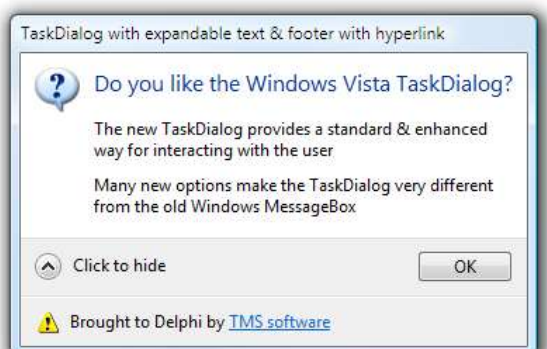 TaskDialog with expandable text & footer with hyperlink
Do you like the Windows Vista TaskDialog?
The new TaskDialog provides a standard & enhanced
way for interacting with the user
Many new options make the TaskDialog very different
from the old Windows MessageBox
Click to hide
OK
Brought to Delphi by TMS software